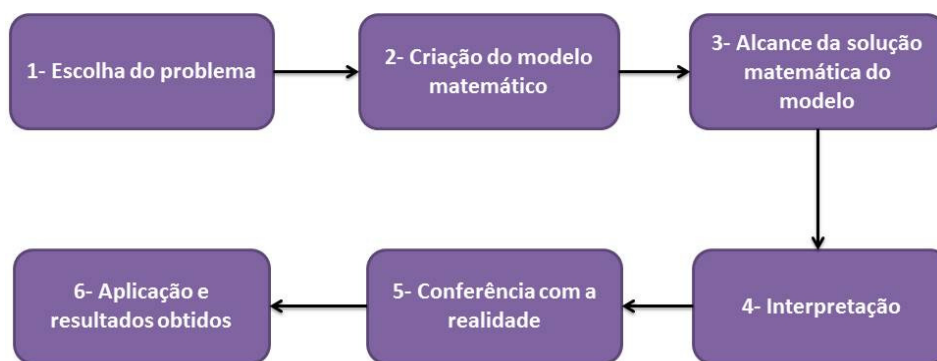 1- Escolha do problema
2- Criação do modelo
matemático
3- Alcance da solução
matemática do
modelo
4- Interpretação
5- Conferência com a
realidade
6- Aplicação e
resultados obtidos